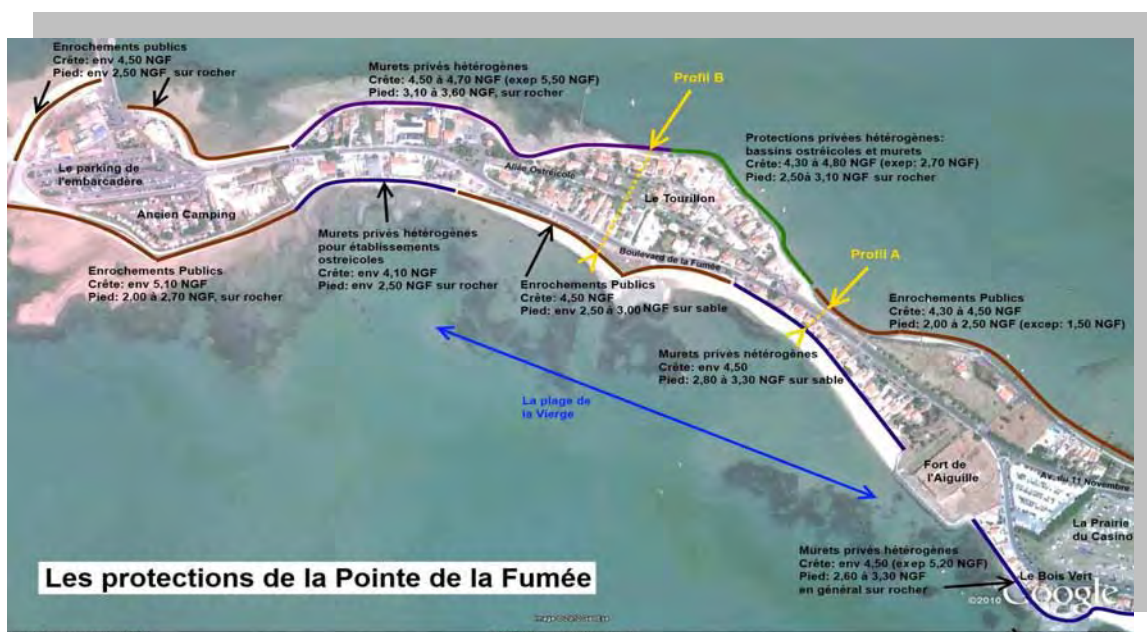 Enrochements publics
Crête: env 4,50 NGF
Pied: env 2,50 NGF, sur rocher
Murets privés hétérogènes
Crête: 4,50 à 4,70 NGF (exep 5,50 NGF)
Pied: 3,10 à 3,60 NGF, sur rocher
Profil B
Protections privées hétérogènes:
bassins ostréicoles et murets
Crête: 4,30 à 4,80 NGF (exep: 2,70 NGF)
Pied: 2,50à 3,10 NGF, sur rocher
Le parking de
l'embarcadère
Ancien Camping
Allée Ostréicole
Le Tourillon
Boulevard de la Fumée
Profil A
Murets privés hétérogènes
pour établissements
ostreicoles
Crête: env 4,10 NGF
Pied: env 2,50 NGF sur rocher
Enrochements Publics
Crête: env 5,10 NGF
Pied: 2,00 à 2,70 NGF, sur rocher
Enrochements Publics
Crête: 4,50 NGF
Pied: env 2,50 à 3,00 NGF sur sable
Enrochements Publics
Crête: 4,30 à 4,50 NGF
Pied: 2,00 à 2,50 NGF (excep: 1,50 NGF)
Murets privés hétérogènes
Crête: env 4,50
Pied: 2,80 à 3,30 NGF sur sable
La plage de
la Vierge
Fort de
l'Aiguille
Av. du 11 Novembre
La Prairie
du Casino
Murets privés hétérogènes
Crête: env 4,50 (exep 5,20 NGF)
Pied: 2,60 à 3,30 NGF
en général sur rocher
Le Bois Vert
©2010 Google
Les protections de la Pointe de la Fumée